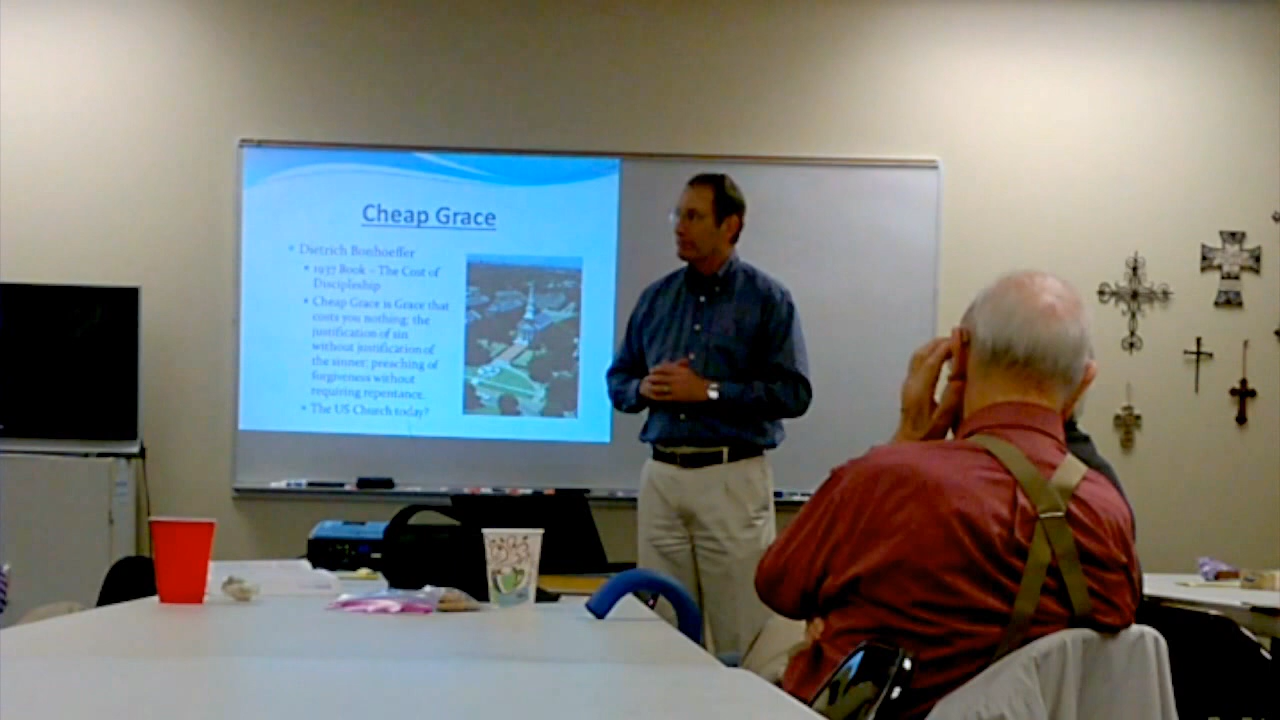 Cheap Grace
Dietrich Bonhoeffer
1937 Book – The Cost of
Discipleship
Cheap Grace is Grace that
costs you nothing; the
justification of sin
without justification of
the sinner; preaching of
forgiveness without
requiring repentance.
The US Church today?